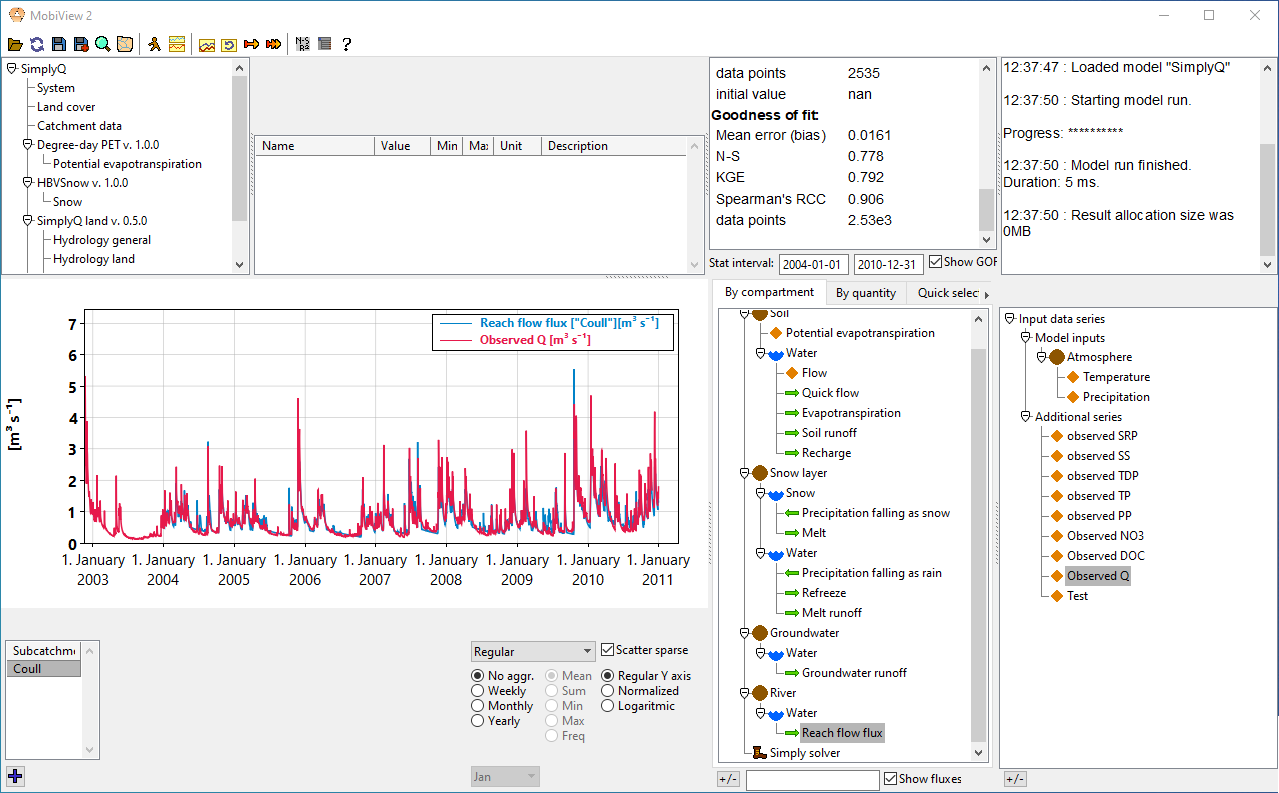 MobiView 2
N·S
R²
?
SimplyQ
System
Land cover
Catchment data
Degree-day PET v. 1.0.0
Potential evapotranspiration
HBVSnow v. 1.0.0
Snow
SimplyQ land v. 0.5.0
Hydrology general
Hydrology land
Name Value Min Max Unit Description
data points 2535
initial value nan
Goodness of fit:
Mean error (bias) 0.0161
N-S 0.778
KGE 0.792
Spearman's RCC 0.906
data points 2.53e3
Stat interval: 2004-01-01 2010-12-31 Show GOF
12:37:47 : Loaded model "SimplyQ"
12:37:50 : Starting model run.
Progress: **********
12:37:50 : Model run finished.
Duration: 5 ms.
12:37:50 : Result allocation size was
0MB
Reach flow flux ["Coull"][m³ s⁻¹]
Observed Q [m³ s⁻¹]
[m³ s⁻¹]
7
6
5
4
3
2
1
0
1. January 1. January 1. January 1. January 1. January 1. January 1. January 1. January 1. January
2003 2004 2005 2006 2007 2008 2009 2010 2011
Subcatchme
Coull
Regular
Scatter sparse
No aggr. Mean Regular Y axis
Weekly Sum Normalized
Monthly Min Logaritmic
Yearly Max
Freq
Jan
By compartment By quantity Quick select
Soil
Potential evapotranspiration
Water
Flow
Quick flow
Evapotranspiration
Soil runoff
Recharge
Snow layer
Snow
Precipitation falling as snow
Melt
Water
Precipitation falling as rain
Refreeze
Melt runoff
Groundwater
Water
Groundwater runoff
River
Water
Reach flow flux
Simply solver
+/- Show fluxes
Input data series
Model inputs
Atmosphere
Temperature
Precipitation
Additional series
observed SRP
observed SS
observed TDP
observed TP
observed PP
Observed NO3
Observed DOC
Observed Q
Test
+/-